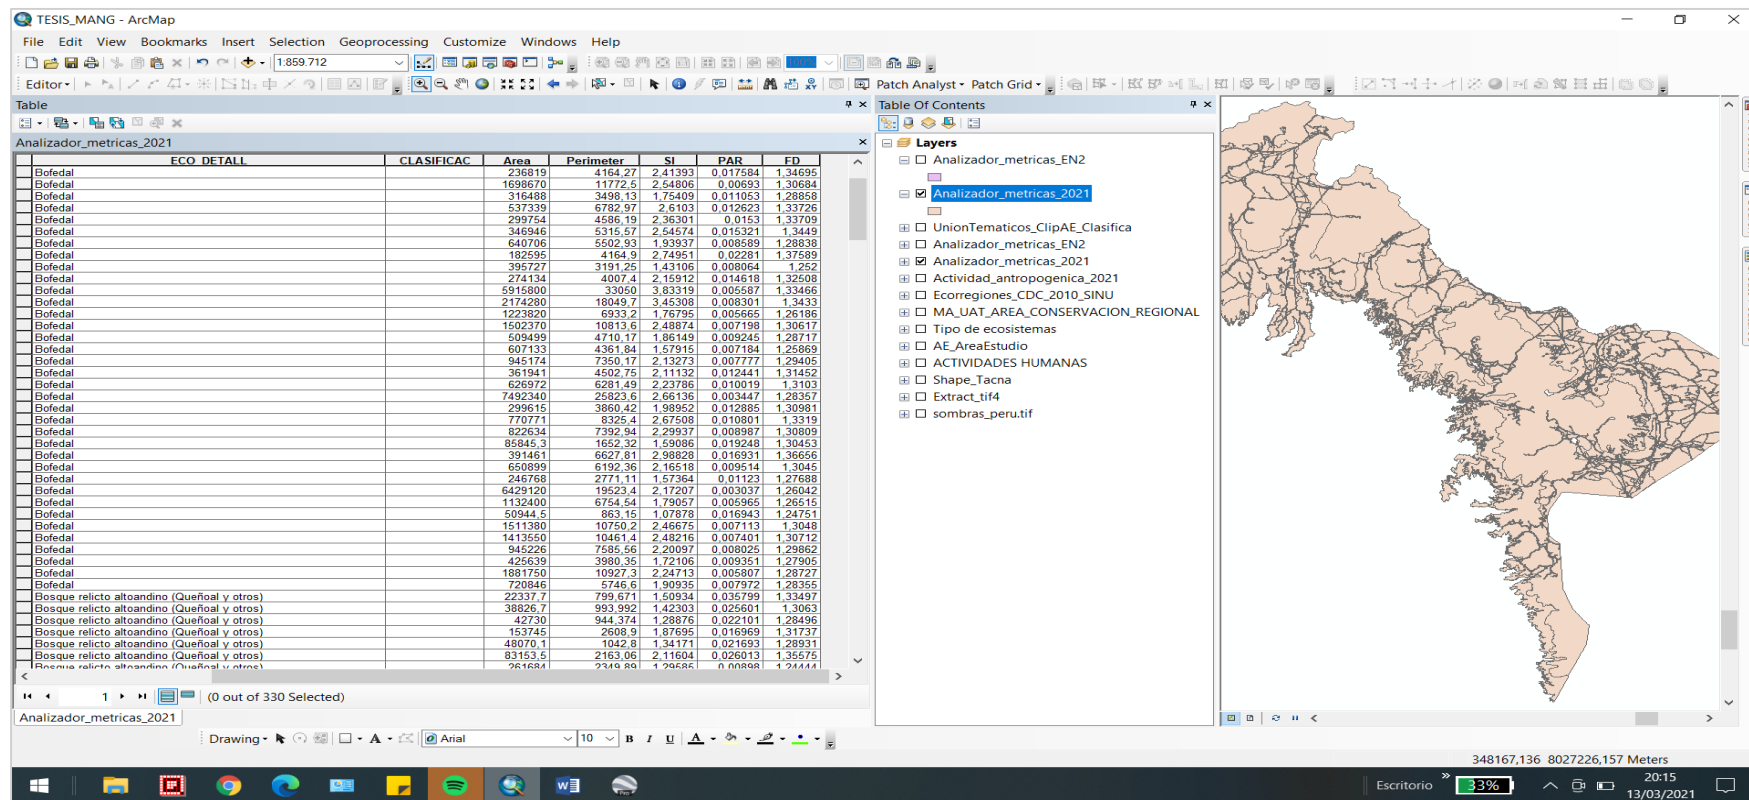 TESIS_MANG - ArcMap
File Edit View Bookmarks Insert Selection Geoprocessing Customize Windows Help
1:859.712
Editor Patch Analyst Patch Grid
Table
Analizador_metricas_2021
ECO_DETALL CLASIFICAC Area Perimeter SI PAR FD
Bofedal 236819 4164,27 2,41393 0,017584 1,34695
Bofedal 1698670 11772,5 2,54806 0,00693 1,30684
Bofedal 316488 3498,13 1,75409 0,011053 1,28858
Bofedal 537339 6782,97 2,6103 0,012623 1,33726
Bofedal 299754 4586,19 2,36301 0,0153 1,33709
Bofedal 346946 5315,57 2,54574 0,015321 1,3449
Bofedal 640706 5502,93 1,93937 0,008589 1,28838
Bofedal 182595 4164,9 2,74951 0,02281 1,37589
Bofedal 395727 3191,25 1,43106 0,008064 1,252
Bofedal 274134 4007,4 2,15912 0,014618 1,32508
Bofedal 5915800 33050 3,83319 0,005587 1,33466
Bofedal 2174280 18049,7 3,45308 0,008301 1,3433
Bofedal 1223820 6933,2 1,76795 0,005665 1,26186
Bofedal 1502370 10813,6 2,48874 0,007198 1,30617
Bofedal 509499 4710,17 1,86149 0,009245 1,28717
Bofedal 607133 4361,84 1,57915 0,007184 1,25869
Bofedal 945174 7350,17 2,13273 0,007777 1,29405
Bofedal 361941 4502,75 2,11132 0,012441 1,31452
Bofedal 626972 6281,49 2,23786 0,010019 1,3103
Bofedal 7492340 25823,6 2,66136 0,003447 1,28357
Bofedal 299615 3860,42 1,98952 0,012885 1,30981
Bofedal 770771 8325,4 2,67508 0,010801 1,3319
Bofedal 822634 7392,94 2,29937 0,008987 1,30809
Bofedal 85845,3 1652,32 1,59086 0,019248 1,30453
Bofedal 391461 6627,81 2,98828 0,016931 1,36656
Bofedal 650899 6192,36 2,16518 0,009514 1,3045
Bofedal 246768 2771,11 1,57364 0,01123 1,27688
Bofedal 6429120 19523,4 2,17207 0,003037 1,26042
Bofedal 1132400 6754,54 1,79057 0,005965 1,26515
Bofedal 50944,5 863,15 1,07878 0,016943 1,24751
Bofedal 1511380 10750,2 2,46675 0,007113 1,3048
Bofedal 1413550 10461,4 2,48216 0,007401 1,30712
Bofedal 945226 7585,56 2,20097 0,008025 1,29862
Bofedal 425639 3980,35 1,72106 0,009351 1,27905
Bofedal 1881750 10927,3 2,24713 0,005807 1,28727
Bofedal 720846 5746,6 1,90935 0,007972 1,28355
Bosque relicto altoandino (Queñoal y otros) 22337,7 799,671 1,50934 0,035799 1,33497
Bosque relicto altoandino (Queñoal y otros) 38826,7 993,992 1,42303 0,025601 1,3063
Bosque relicto altoandino (Queñoal y otros) 42730 944,374 1,28876 0,022101 1,28496
Bosque relicto altoandino (Queñoal y otros) 153745 2608,9 1,87695 0,016969 1,31737
Bosque relicto altoandino (Queñoal y otros) 48070,1 1042,8 1,34171 0,021693 1,28931
Bosque relicto altoandino (Queñoal y otros) 83153,5 2163,06 2,11604 0,026013 1,35575
Bosque relicto altoandino (Queñoal y otros) 261684 2349,89 1,29585 0,00898 1,24444
1 (0 out of 330 Selected)
Analizador_metricas_2021
Table Of Contents
Layers
Analizador_metricas_EN2
Analizador_metricas_2021
UnionTematicos_ClipAE_Clasifica
Analizador_metricas_EN2
Analizador_metricas_2021
Actividad_antropogenica_2021
Ecorregiones_CDC_2010_SINU
MA_UAT_AREA_CONSERVACION_REGIONAL
Tipo de ecosistemas
AE_AreaEstudio
ACTIVIDADES HUMANAS
Shape_Tacna
Extract_tif4
sombras_peru.tif
Drawing A Arial 10 B I U A
348167,136 8027226,157 Meters
Escritorio 33% 20:15
13/03/2021